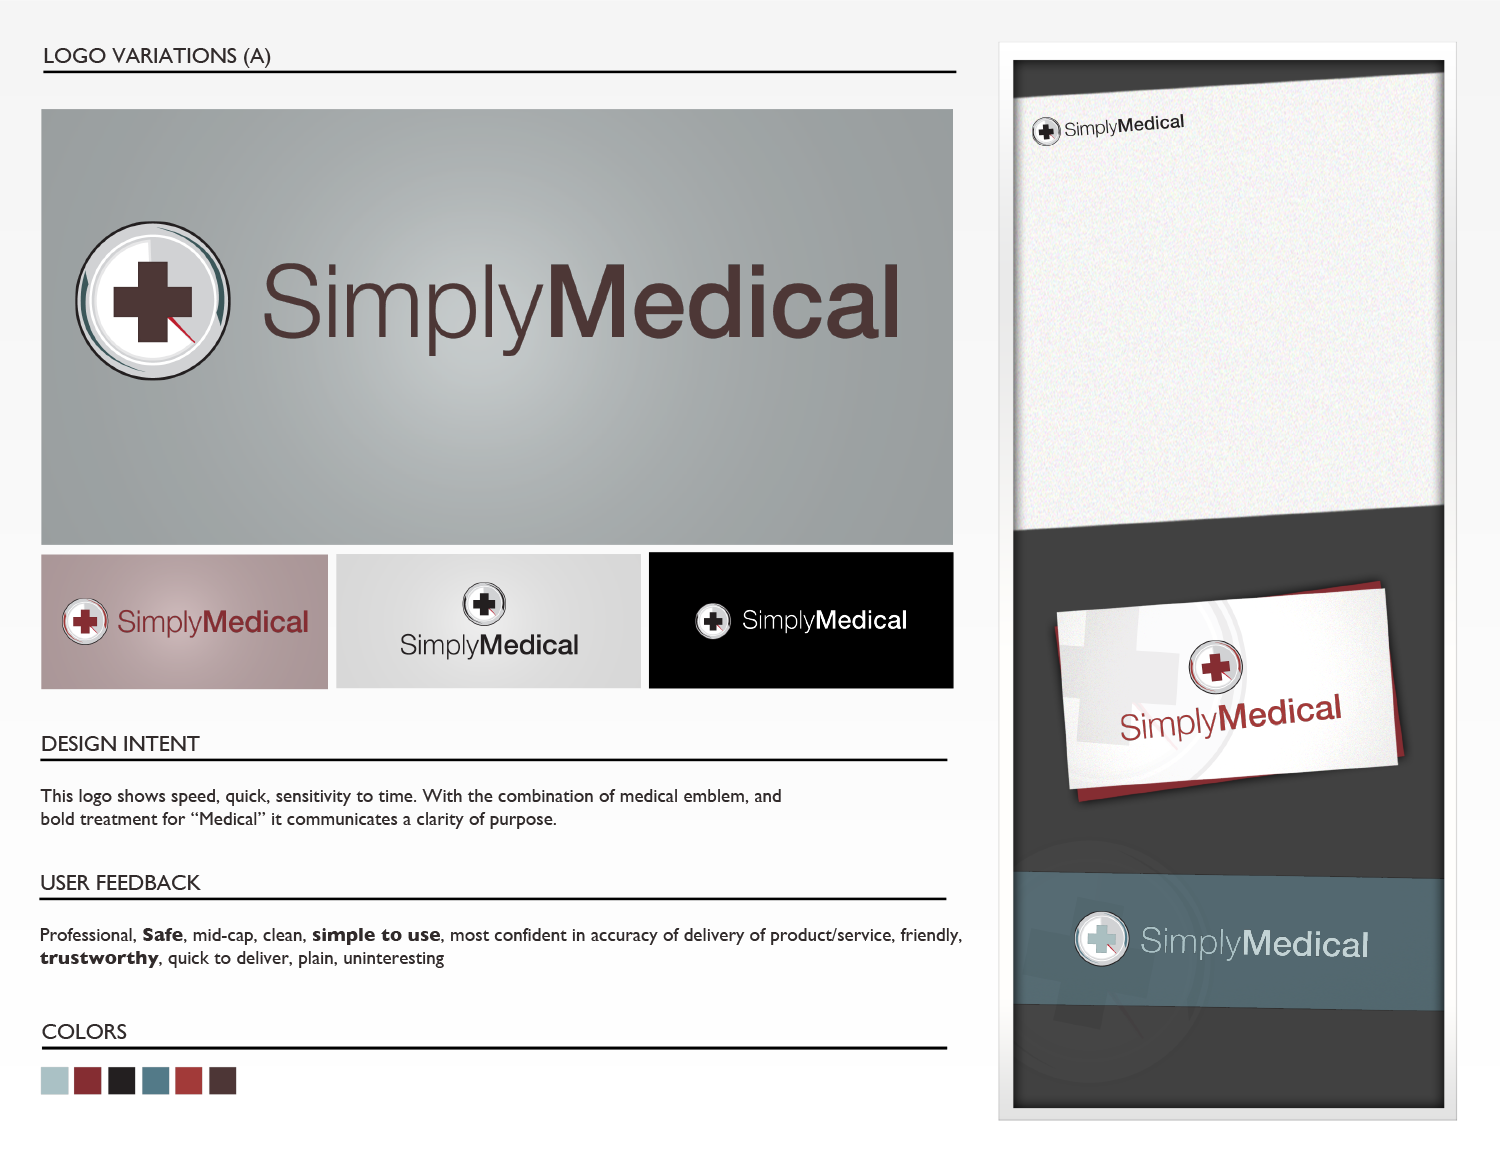 LOGO VARIATIONS (A)
SimplyMedical
SimplyMedical
SimplyMedical
SimplyMedical
DESIGN INTENT
This logo shows speed, quick, sensitivity to time. With the combination of medical emblem, and
bold treatment for “Medical” it communicates a clarity of purpose.
USER FEEDBACK
Professional, Safe, mid-cap, clean, simple to use, most confident in accuracy of delivery of product/service, friendly,
trustworthy, quick to deliver, plain, uninteresting
COLORS
SimplyMedical
SimplyMedical
SimplyMedical